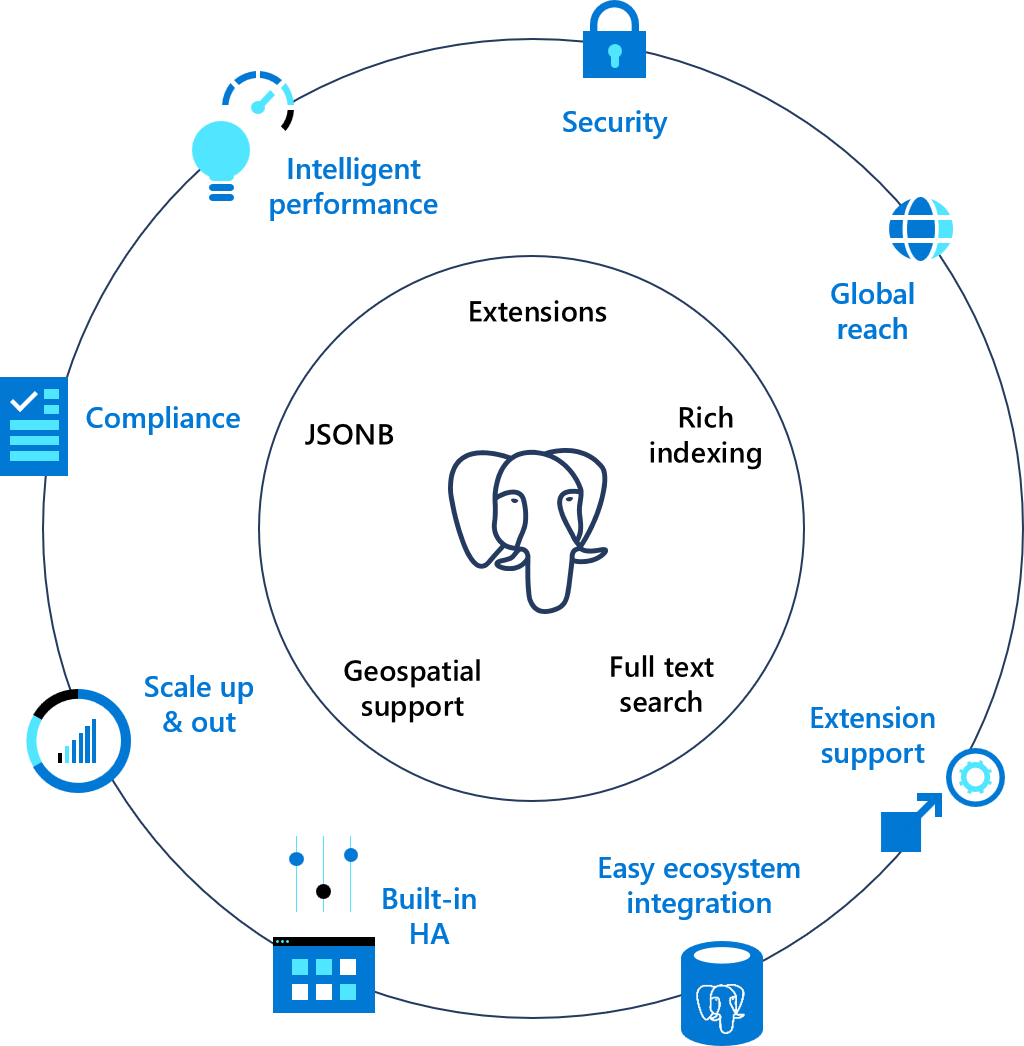 Security
Intelligent
performance
Global
reach
Extensions
Compliance
JSONB
Rich
indexing
Geospatial
support
Full text
search
Scale up
& out
Extension
support
Built-in
HA
Easy ecosystem
integration